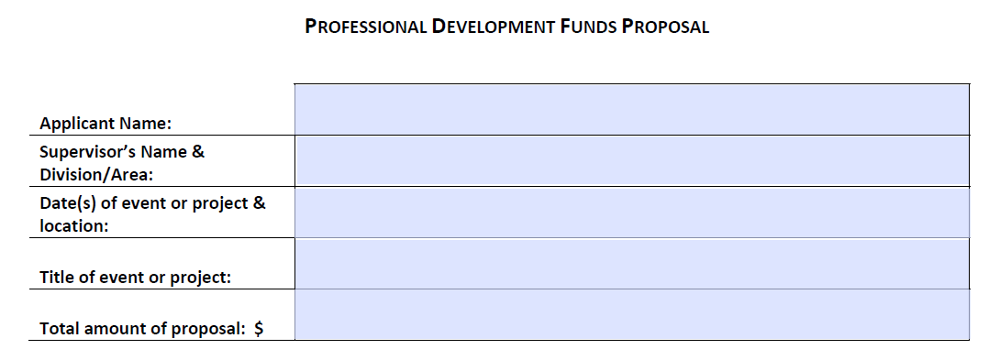 PROFESSIONAL DEVELOPMENT FUNDS PROPOSAL
Applicant Name:
Supervisor’s Name &
Division/Area:
Date(s) of event or project &
location:
Title of event or project:
Total amount of proposal: $